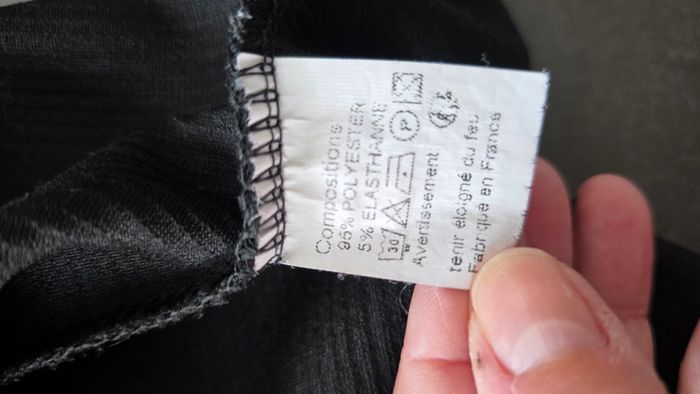 Compositions
95% POLYESTER
5% ELASTHANNE
30 P
Avertissement
tenir éloigné du feu
Fabriqué en France